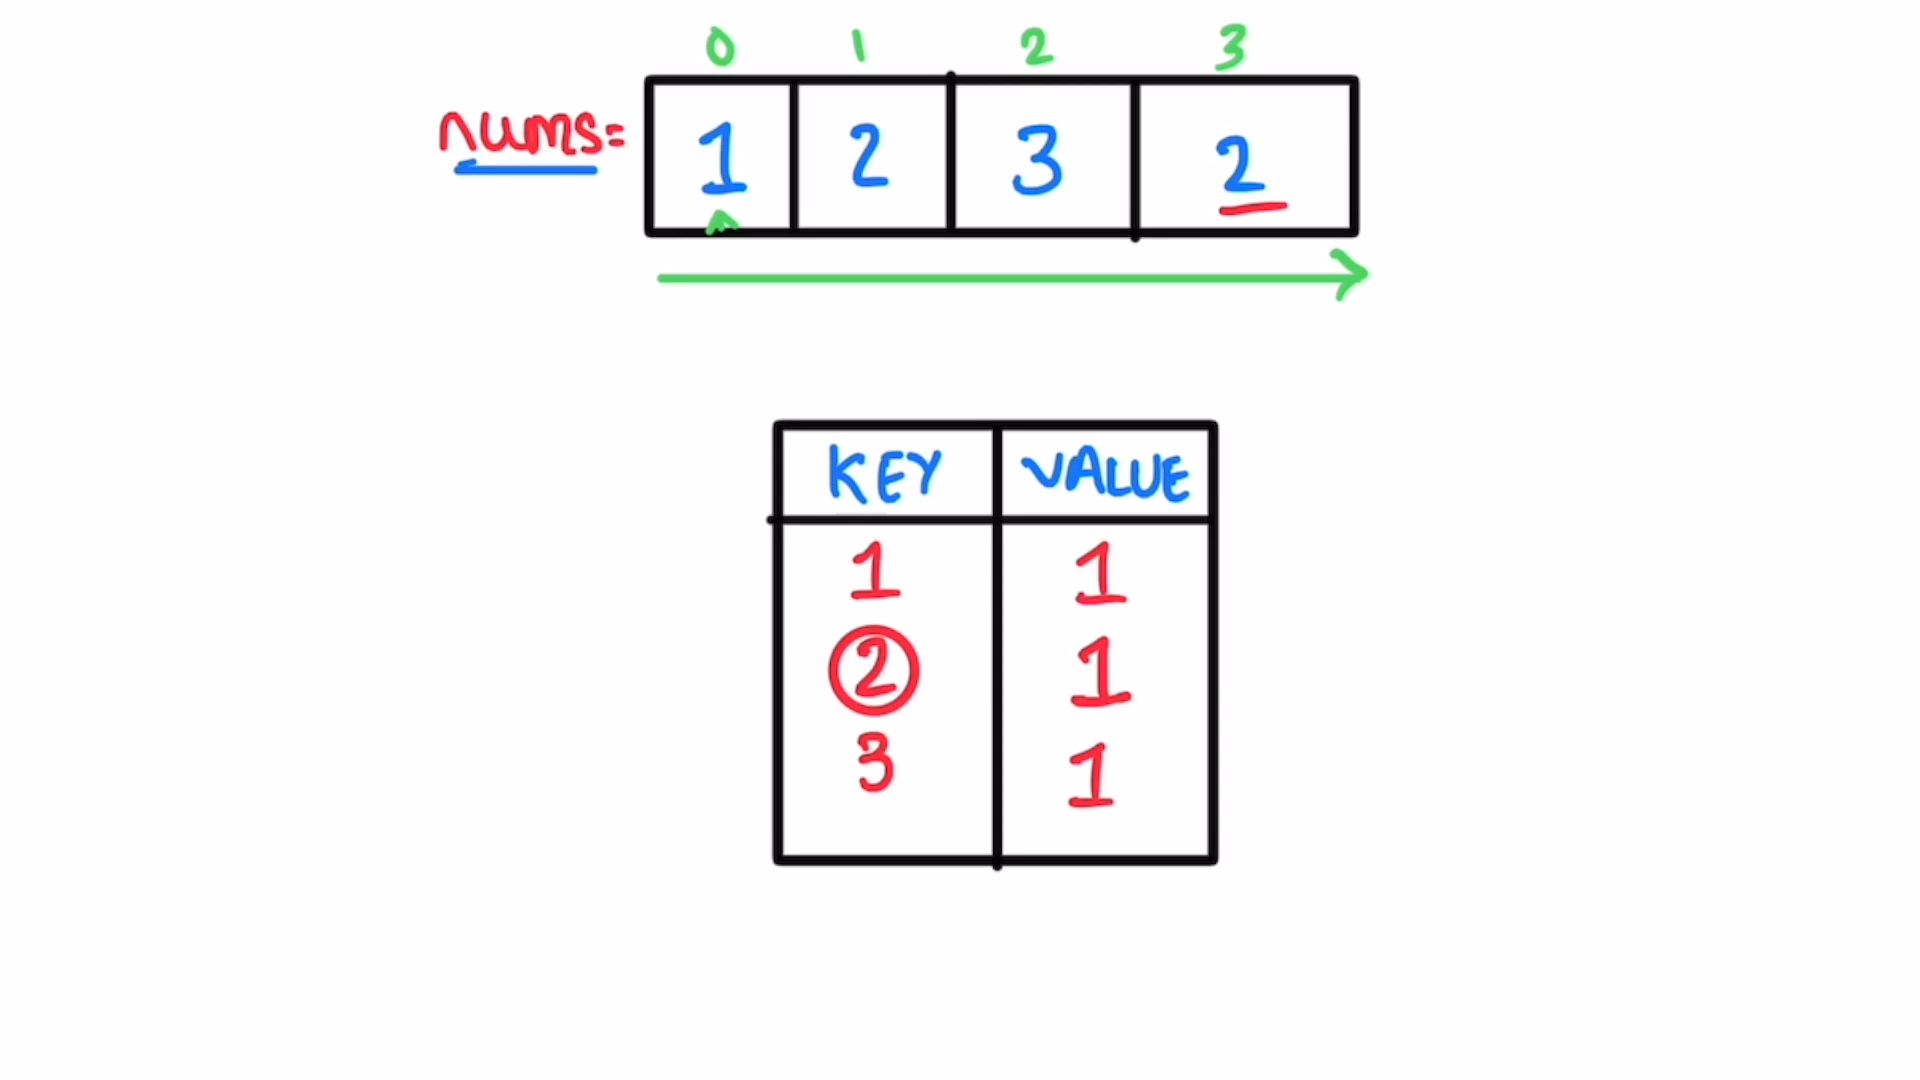 0 1 2 3
nums= 1 2 3 2
KEY VALUE
1 1
2 1
3 1